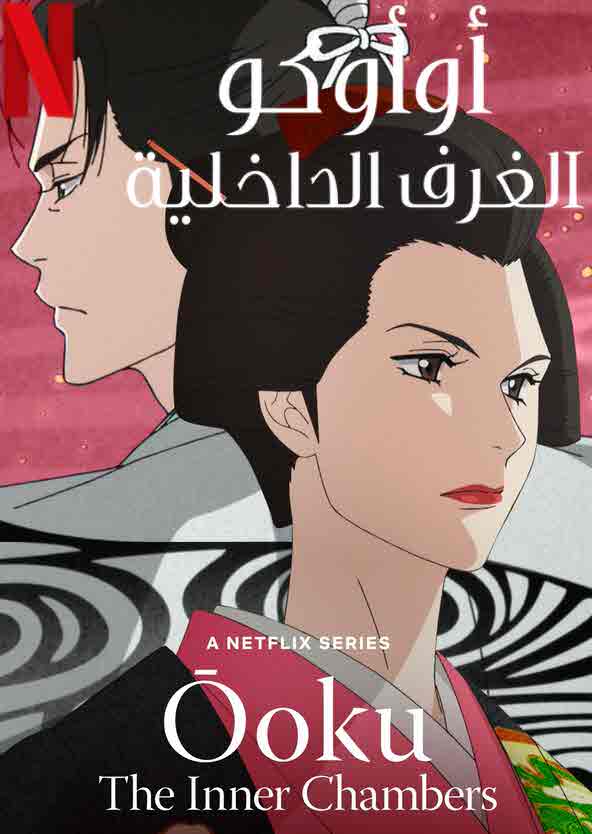 N
أوأوكو
الغرف الداخلية
A NETFLIX SERIES
Ōoku
The Inner Chambers